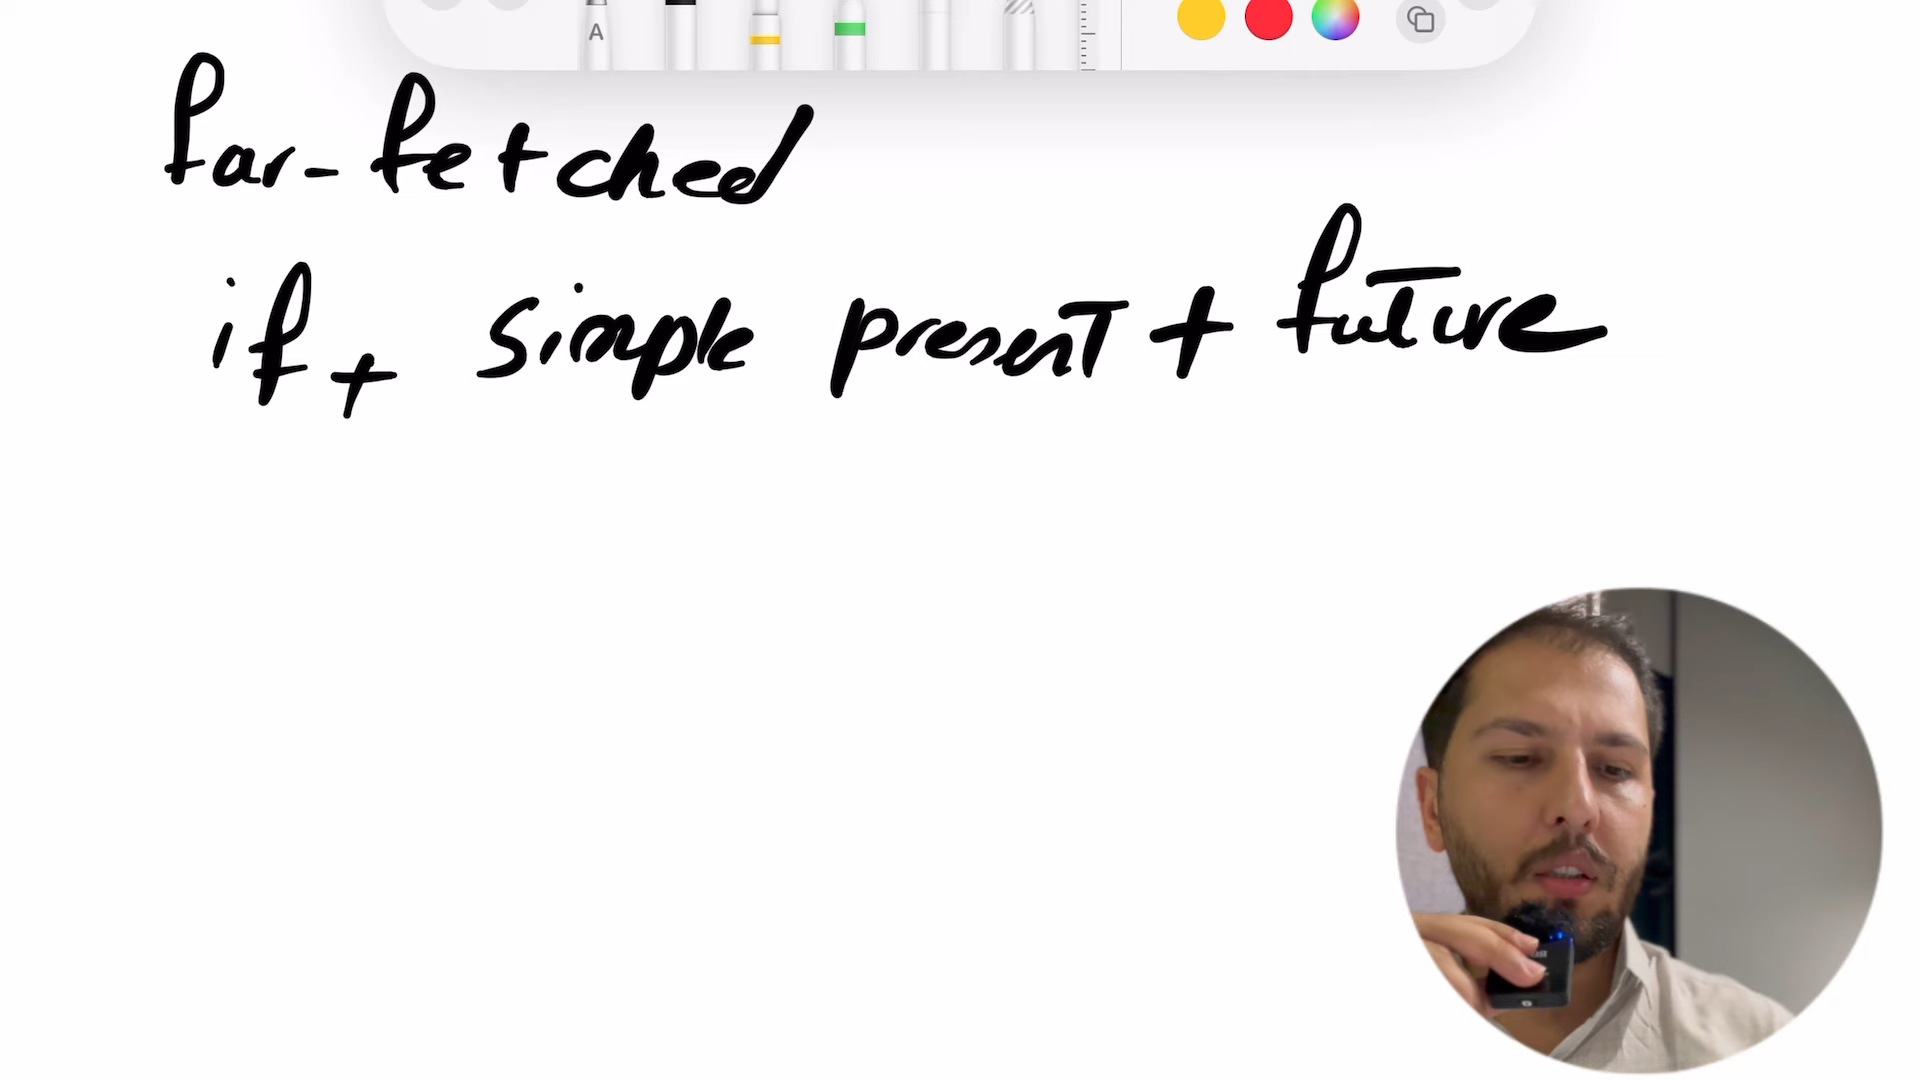 A
far-fetched
if + simple present + future